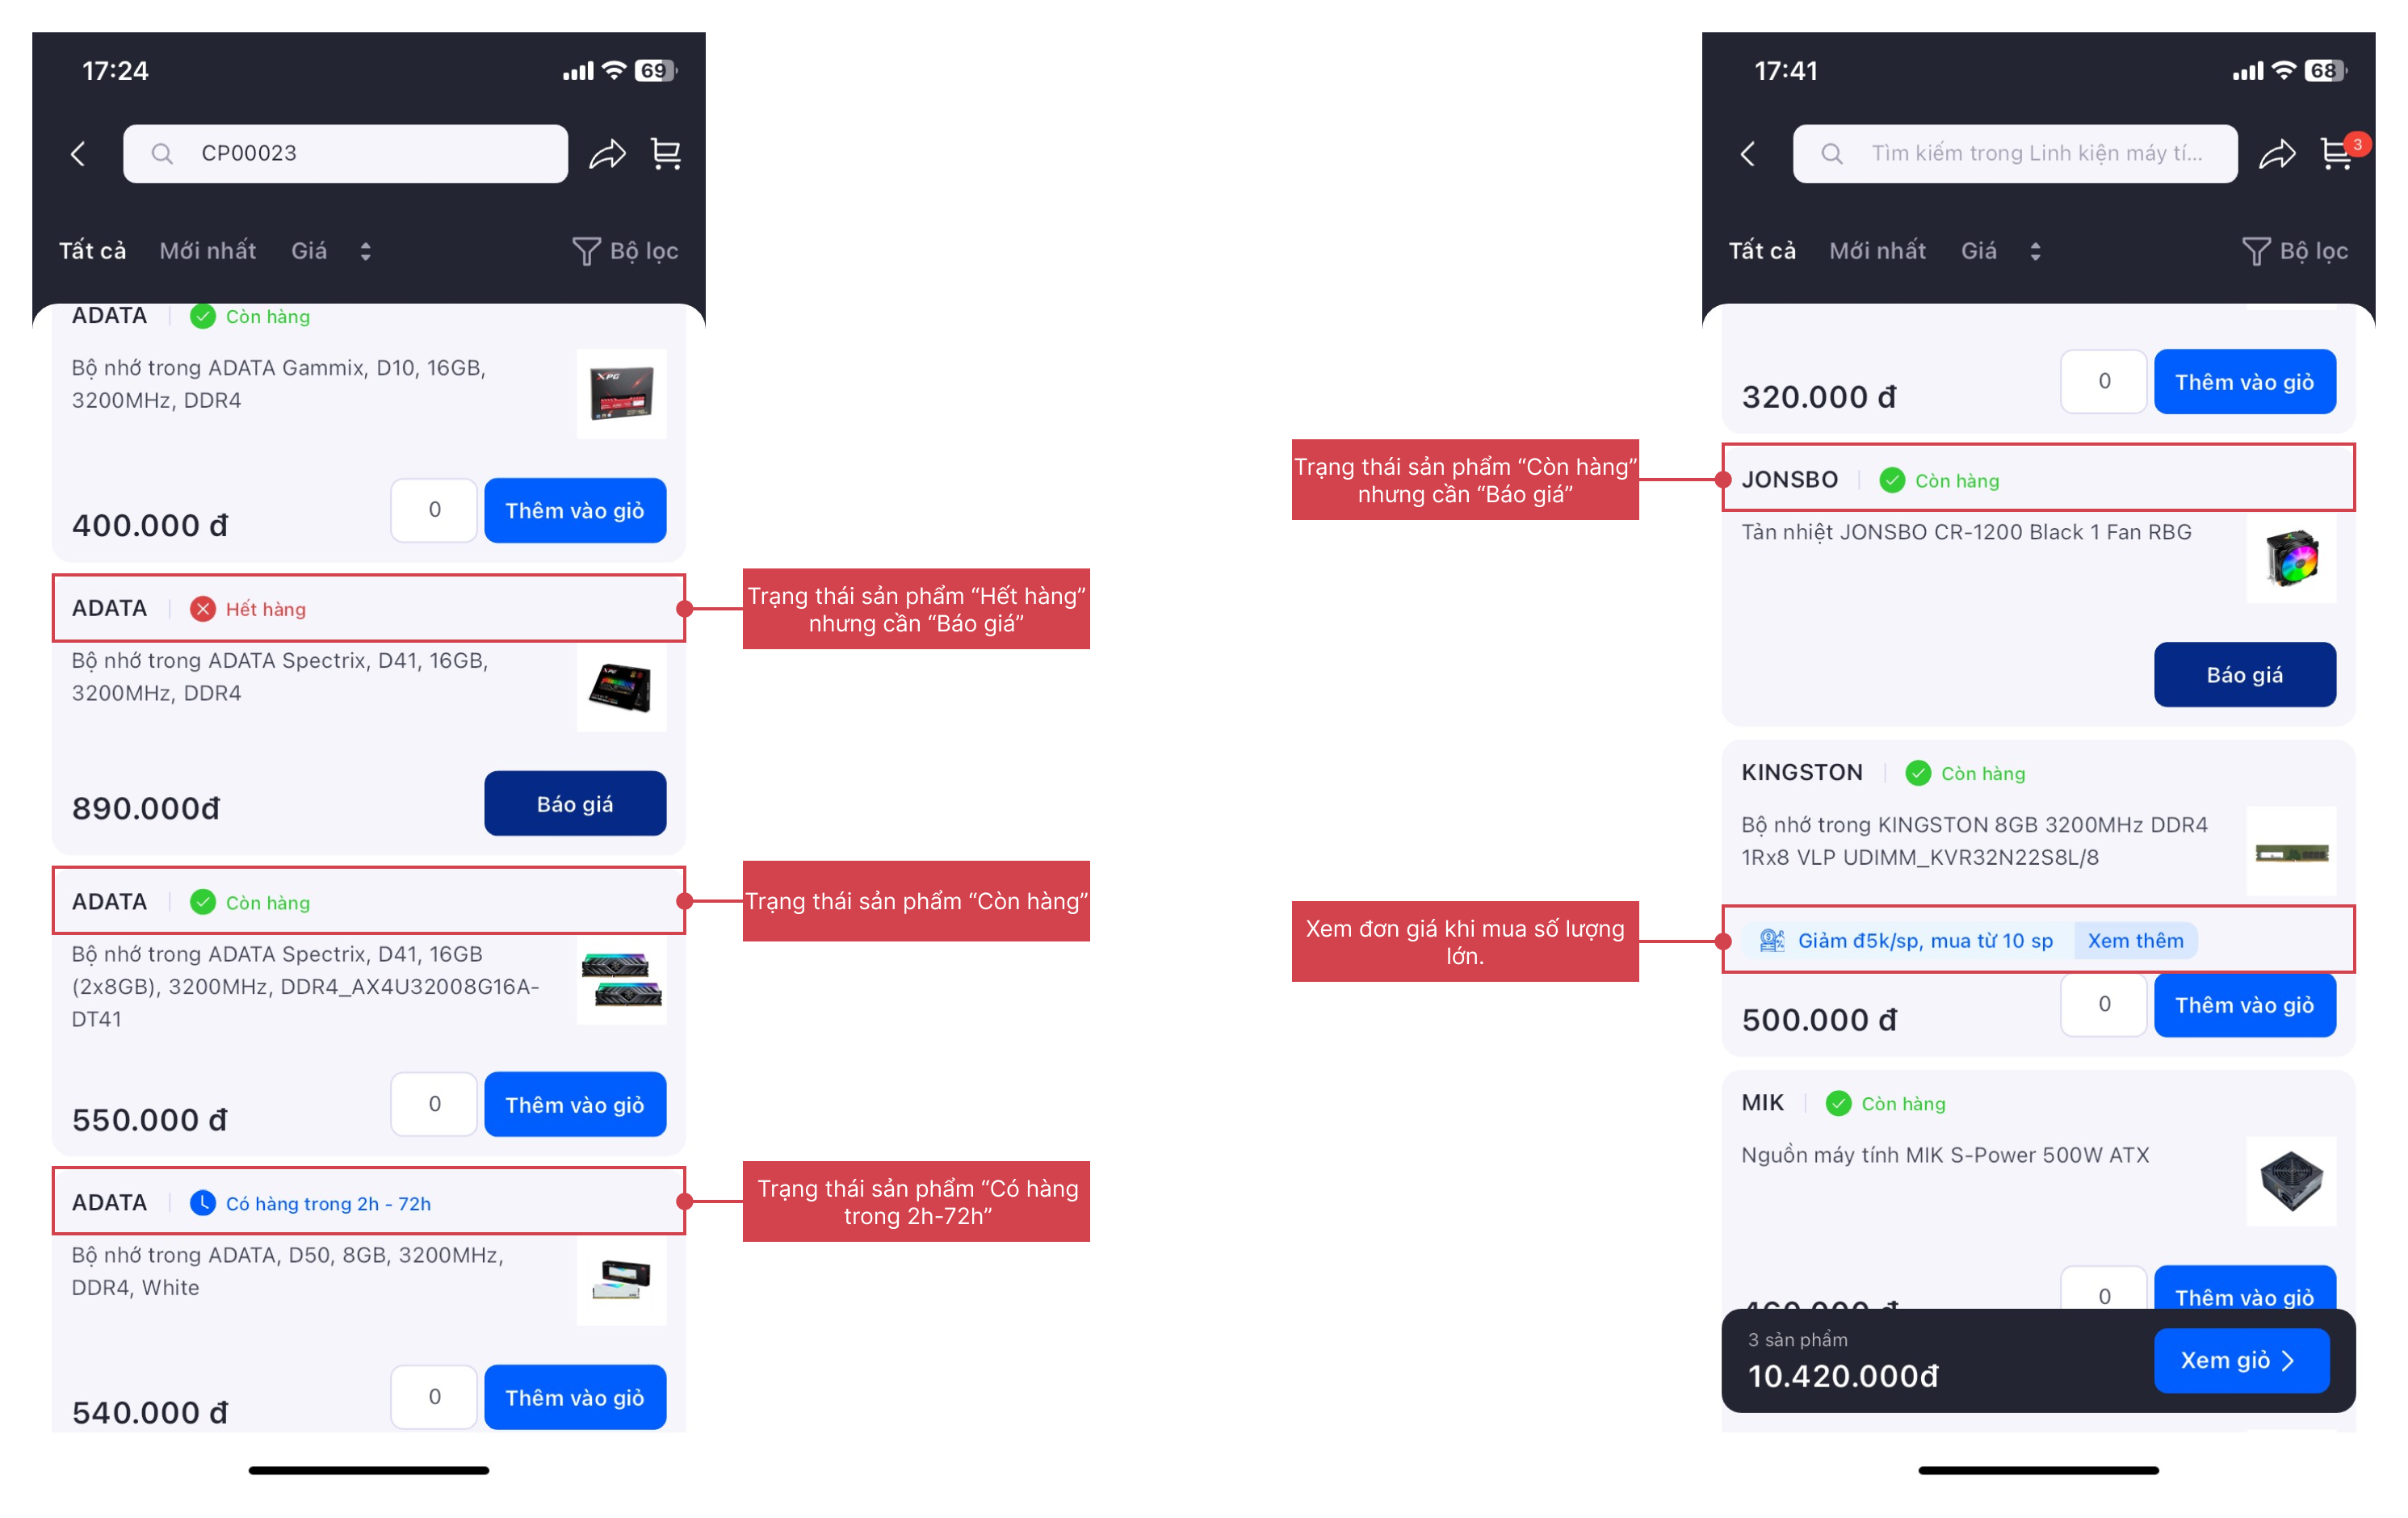 17:24
69
CP00023
Tất cả
Mới nhất
Giá
Bộ lọc
ADATA
Còn hàng
Bộ nhớ trong ADATA Gammix, D10, 16GB,
3200MHz, DDR4
XPG
400.000 đ
0
Thêm vào giỏ
ADATA
Hết hàng
Trạng thái sản phẩm “Hết hàng”
nhưng cần “Báo giá”
Bộ nhớ trong ADATA Spectrix, D41, 16GB,
3200MHz, DDR4
890.000đ
Báo giá
ADATA
Còn hàng
Trạng thái sản phẩm “Còn hàng”
Bộ nhớ trong ADATA Spectrix, D41, 16GB
(2x8GB), 3200MHz, DDR4_AX4U32008G16A-
DT41
550.000 đ
0
Thêm vào giỏ
ADATA
Có hàng trong 2h - 72h
Trạng thái sản phẩm “Có hàng
trong 2h-72h”
Bộ nhớ trong ADATA, D50, 8GB, 3200MHz,
DDR4, White
540.000 đ
0
Thêm vào giỏ
17:41
68
Tìm kiếm trong Linh kiện máy tí...
3
Tất cả
Mới nhất
Giá
Bộ lọc
320.000 đ
0
Thêm vào giỏ
Trạng thái sản phẩm “Còn hàng”
nhưng cần “Báo giá”
JONSBO
Còn hàng
Tản nhiệt JONSBO CR-1200 Black 1 Fan RBG
Báo giá
KINGSTON
Còn hàng
Bộ nhớ trong KINGSTON 8GB 3200MHz DDR4
1Rx8 VLP UDIMM_KVR32N22S8L/8
Xem đơn giá khi mua số lượng
lớn.
Giảm đ5k/sp, mua từ 10 sp
Xem thêm
500.000 đ
0
Thêm vào giỏ
MIK
Còn hàng
Nguồn máy tính MIK S-Power 500W ATX
460.000 đ
0
Thêm vào giỏ
3 sản phẩm
10.420.000đ
Xem giỏ